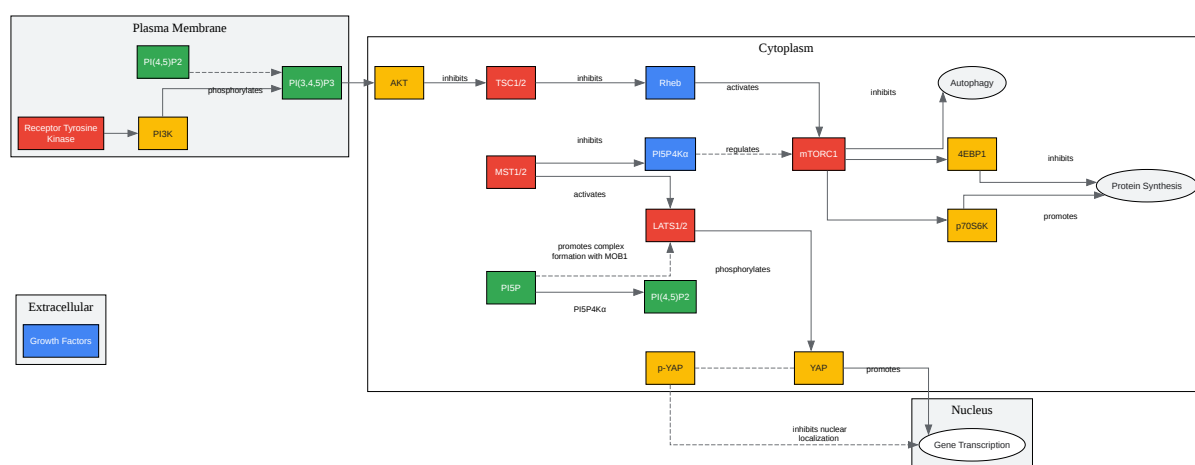 Plasma Membrane
PI(4,5)P2
PI(3,4,5)P3
phosphorylates
Receptor Tyrosine
Kinase
PI3K
Cytoplasm
AKT
inhibits
TSC1/2
inhibits
Rheb
activates
inhibits
Autophagy
inhibits
MST1/2
PI5P4Kα
regulates
mTORC1
4EBP1
inhibits
activates
Protein Synthesis
LATS1/2
p70S6K
promotes
promotes complex
formation with MOB1
phosphorylates
PI5P
PI(4,5)P2
PI5P4Kα
Extracellular
Growth Factors
p-YAP
YAP
promotes
Nucleus
inhibits nuclear
localization
Gene Transcription